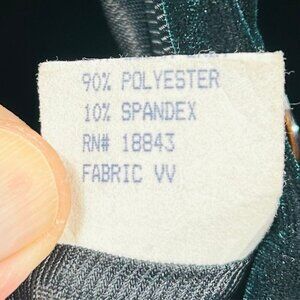 90% POLYESTER
10% SPANDEX
RN# 18843
FABRIC VV